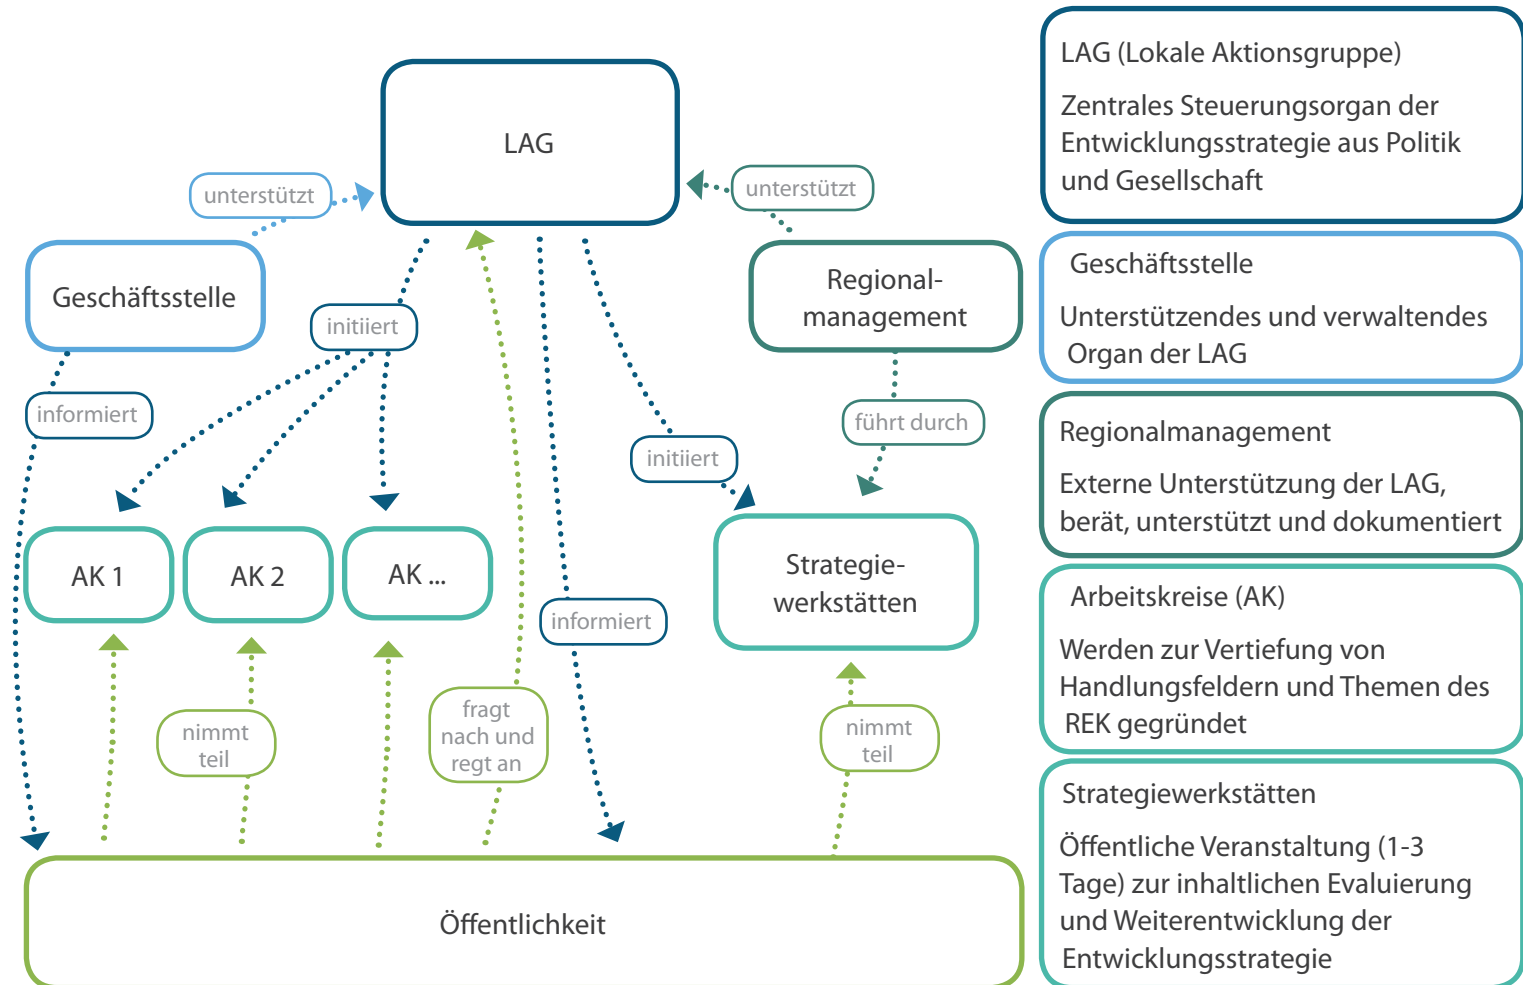 LAG
unterstützt
unterstützt
Geschäftsstelle
Regional-
management
initiiert
informiert
führt durch
initiiert
AK 1
AK 2
AK ...
Strategie-
werkstätten
informiert
fragt
nach und
regt an
nimmt
teil
nimmt
teil
Öffentlichkeit
LAG (Lokale Aktionsgruppe)
Zentrales Steuerungsorgan der
Entwicklungsstrategie aus Politik
und Gesellschaft
Geschäftsstelle
Unterstützendes und verwaltendes
Organ der LAG
Regionalmanagement
Externe Unterstützung der LAG,
berät, unterstützt und dokumentiert
Arbeitskreise (AK)
Werden zur Vertiefung von
Handlungsfeldern und Themen des
REK gegründet
Strategiewerkstätten
Öffentliche Veranstaltung (1-3
Tage) zur inhaltlichen Evaluierung
und Weiterentwicklung der
Entwicklungsstrategie